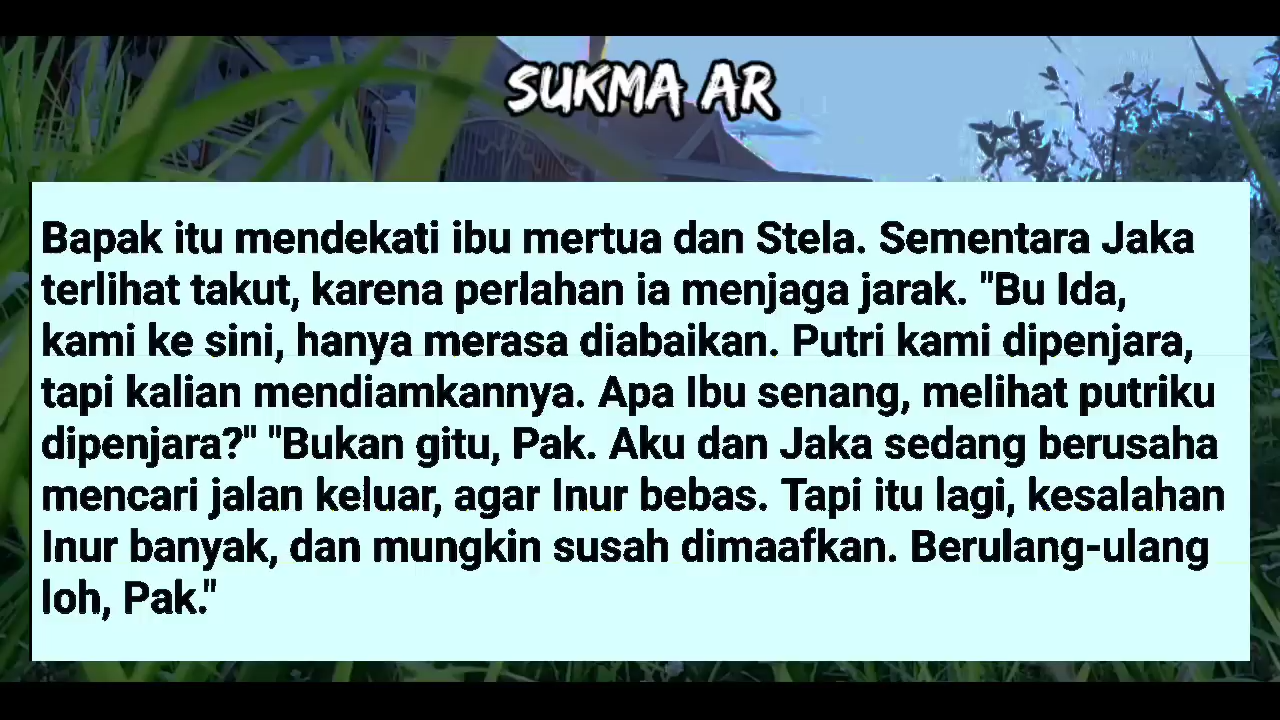 SUKMA AR
Bapak itu mendekati ibu mertua dan Stela. Sementara Jaka
terlihat takut, karena perlahan ia menjaga jarak. "Bu Ida,
kami ke sini, hanya merasa diabaikan. Putri kami dipenjara,
tapi kalian mendiamkannya. Apa Ibu senang, melihat putriku
dipenjara?" "Bukan gitu, Pak. Aku dan Jaka sedang berusaha
mencari jalan keluar, agar Inur bebas. Tapi itu lagi, kesalahan
Inur banyak, dan mungkin susah dimaafkan. Berulang-ulang
loh, Pak."